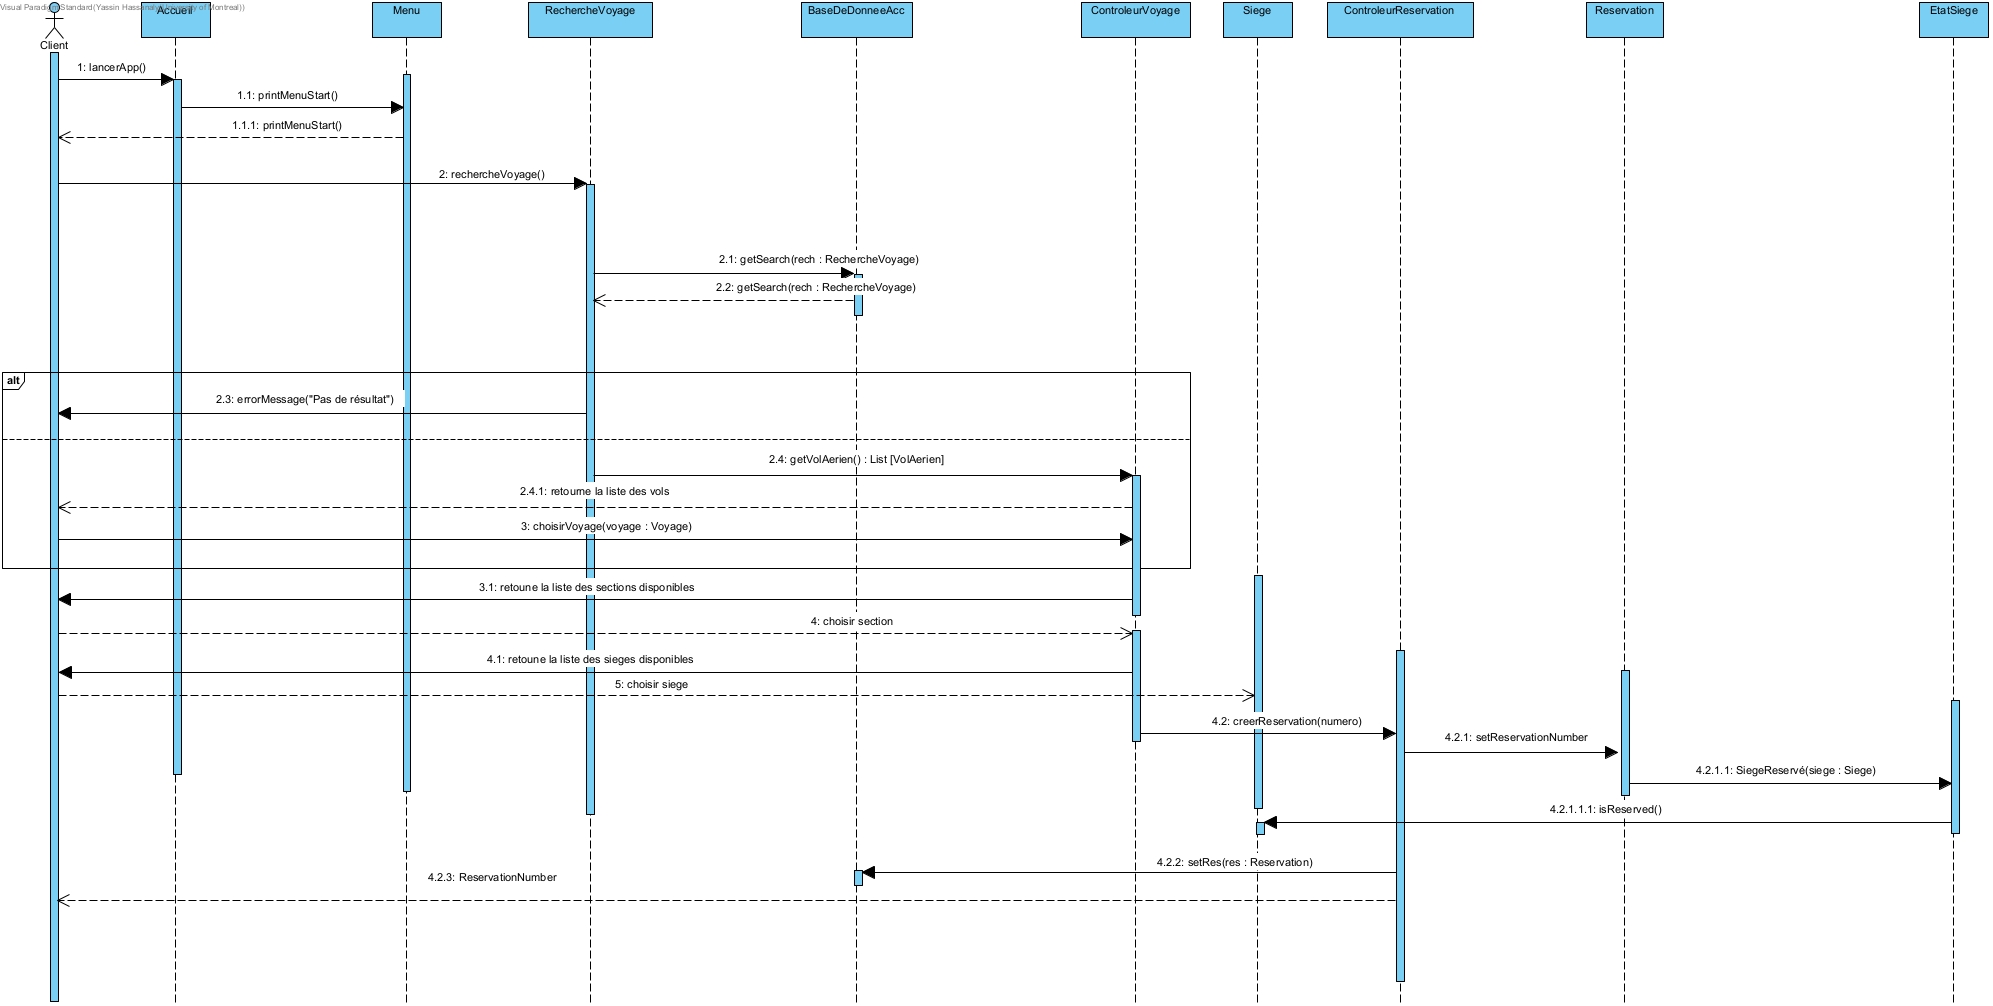 Visual Paradigm Standard(Yassin Hassanaly(University of Montreal))
Client
Accueil
Menu
RechercheVoyage
BaseDeDonneeAcc
ControleurVoyage
Siege
ControleurReservation
Reservation
EtatSiege
1: lancerApp()
1.1: printMenuStart()
1.1.1: printMenuStart()
2: rechercheVoyage()
2.1: getSearch(rech : RechercheVoyage)
2.2: getSearch(rech : RechercheVoyage)
alt
2.3: errorMessage("Pas de résultat")
2.4: getVolAerien() : List [VolAerien]
2.4.1: retourne la liste des vols
3: choisirVoyage(voyage : Voyage)
3.1: retoune la liste des sections disponibles
4: choisir section
4.1: retoune la liste des sieges disponibles
5: choisir siege
4.2: creerReservation(numero)
4.2.1: setReservationNumber
4.2.1.1: SiegeReservé(siege : Siege)
4.2.1.1.1: isReserved()
4.2.2: setRes(res : Reservation)
4.2.3: ReservationNumber